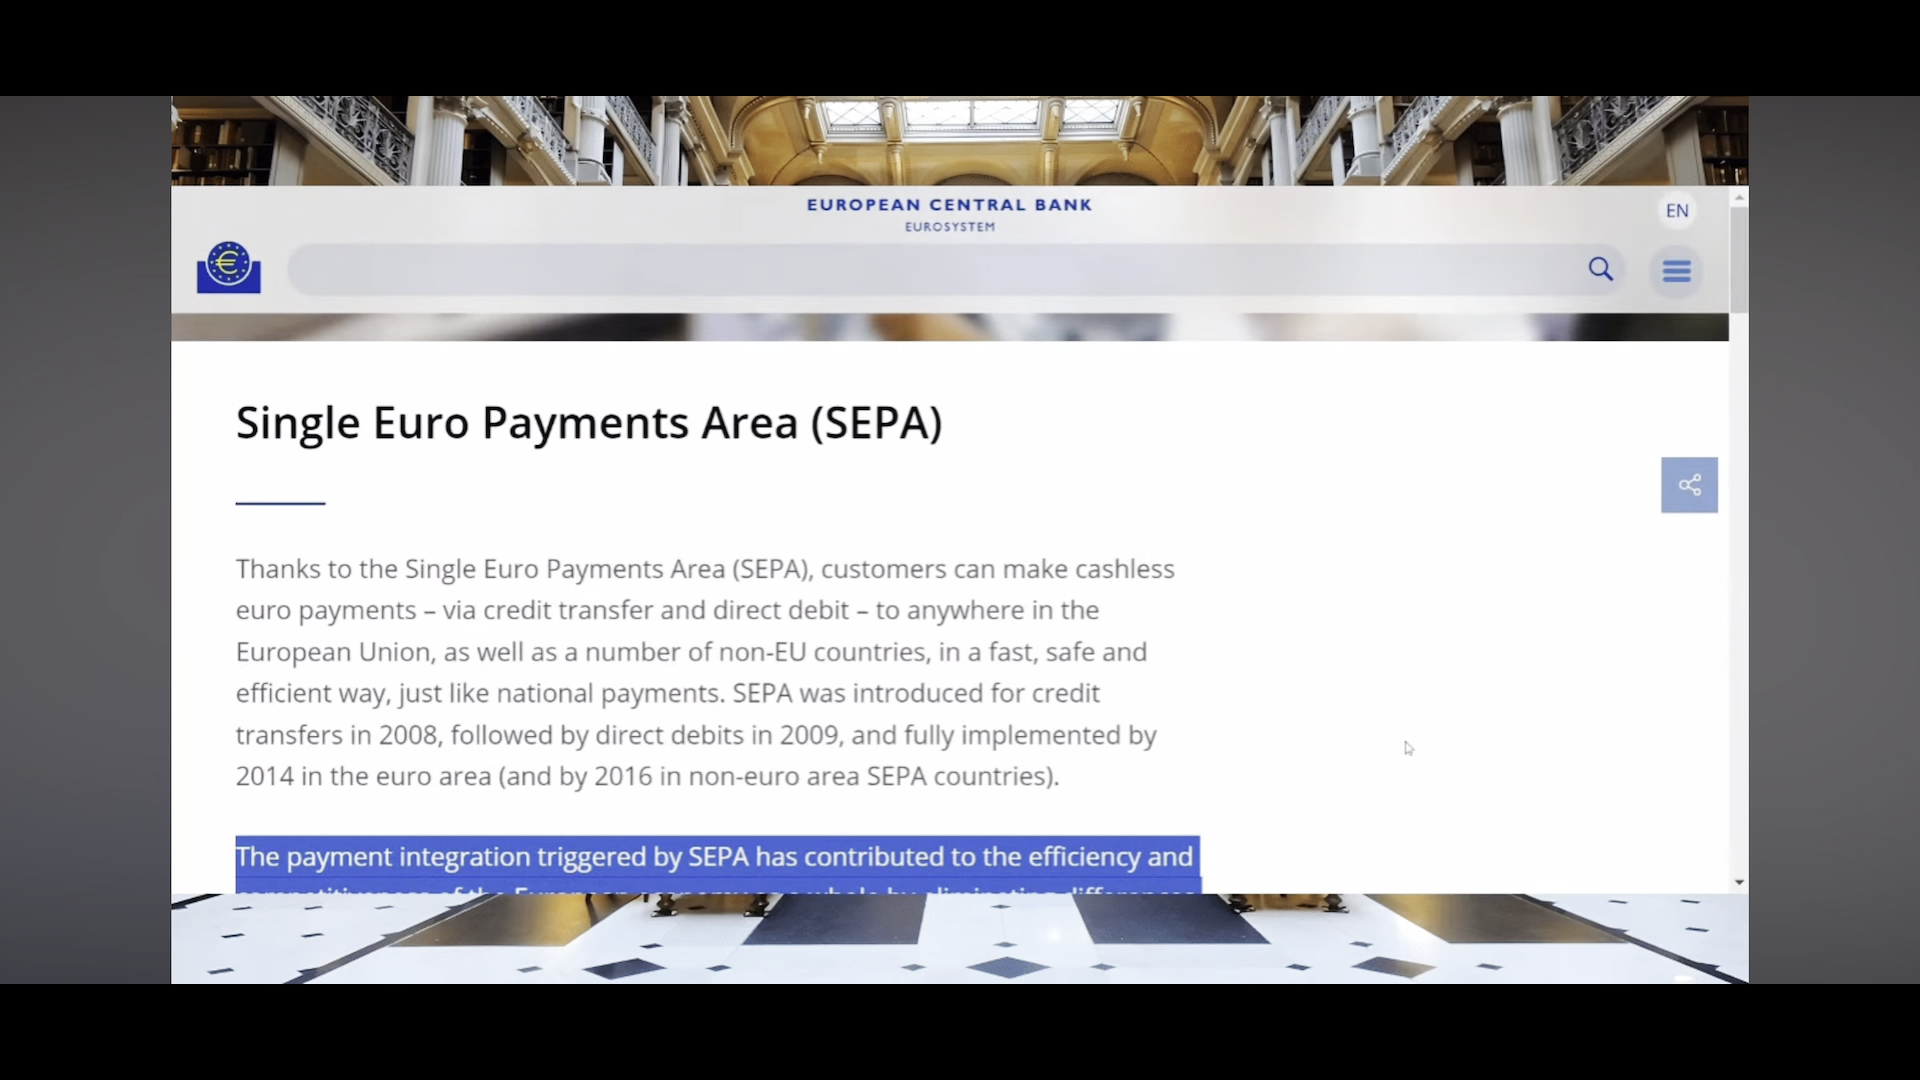 EUROPEAN CENTRAL BANK
EUROSYSTEM
EN
Single Euro Payments Area (SEPA)
Thanks to the Single Euro Payments Area (SEPA), customers can make cashless
euro payments – via credit transfer and direct debit – to anywhere in the
European Union, as well as a number of non-EU countries, in a fast, safe and
efficient way, just like national payments. SEPA was introduced for credit
transfers in 2008, followed by direct debits in 2009, and fully implemented by
2014 in the euro area (and by 2016 in non-euro area SEPA countries).
The payment integration triggered by SEPA has contributed to the efficiency and